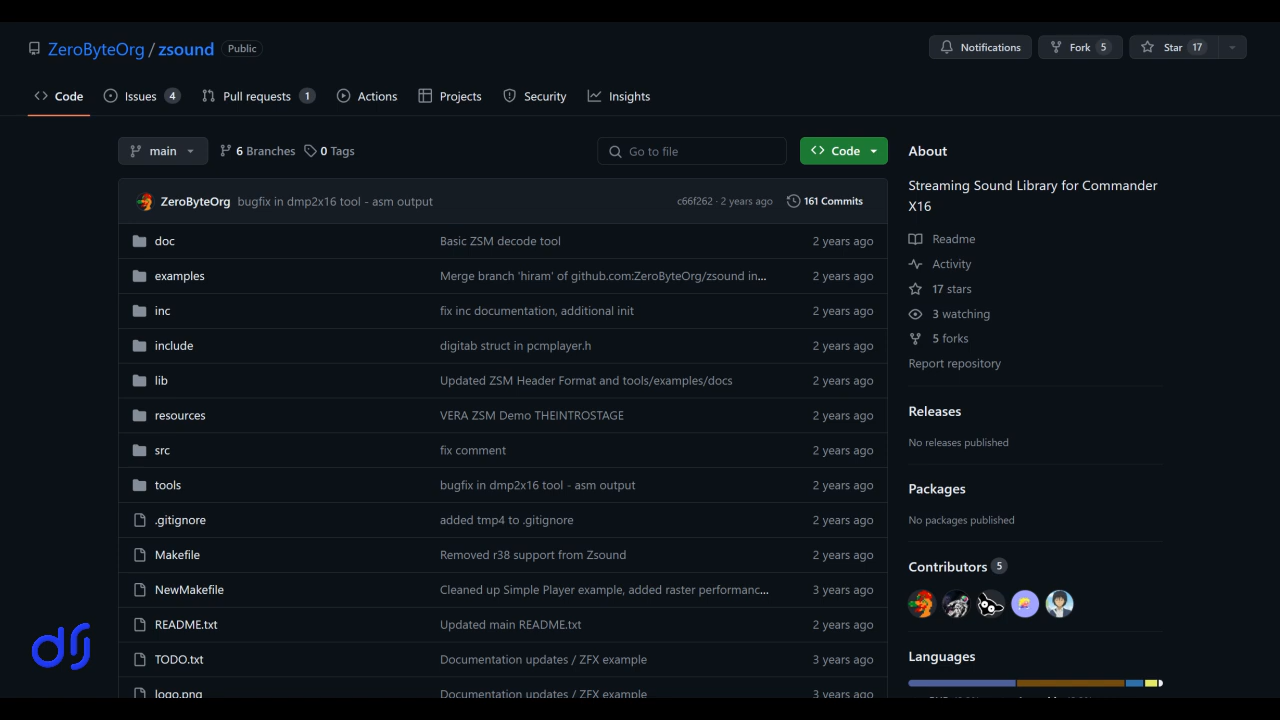 ZeroByteOrg / zsound Public
Notifications Fork 5 Star 17
Code Issues 4 Pull requests 1 Actions Projects Security Insights
main 6 Branches 0 Tags Go to file Code
ZeroByteOrg bugfix in dmp2x16 tool - asm output c66f262 · 2 years ago 161 Commits
doc Basic ZSM decode tool 2 years ago
examples Merge branch 'hiram' of github.com:ZeroByteOrg/zsound in... 2 years ago
inc fix inc documentation, additional init 2 years ago
include digitab struct in pcmplayer.h 2 years ago
lib Updated ZSM Header Format and tools/examples/docs 2 years ago
resources VERA ZSM Demo THEINTROSTAGE 2 years ago
src fix comment 2 years ago
tools bugfix in dmp2x16 tool - asm output 2 years ago
.gitignore added tmp4 to .gitignore 2 years ago
Makefile Removed r38 support from Zsound 2 years ago
NewMakefile Cleaned up Simple Player example, added raster performanc... 3 years ago
README.txt Updated main README.txt 2 years ago
TODO.txt Documentation updates / ZFX example 3 years ago
logo.png Documentation updates / ZFX example 3 years ago
About
Streaming Sound Library for Commander
X16
Readme
Activity
17 stars
3 watching
5 forks
Report repository
Releases
No releases published
Packages
No packages published
Contributors 5
Languages